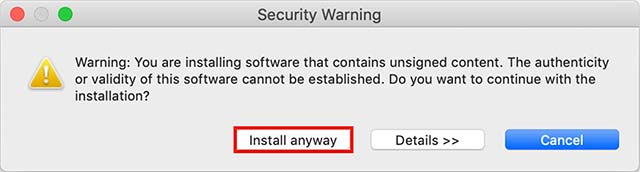 Security Warning
Warning: You are installing software that contains unsigned content. The authenticity
or validity of this software cannot be established. Do you want to continue with the
installation?
Install anyway
Details >>
Cancel